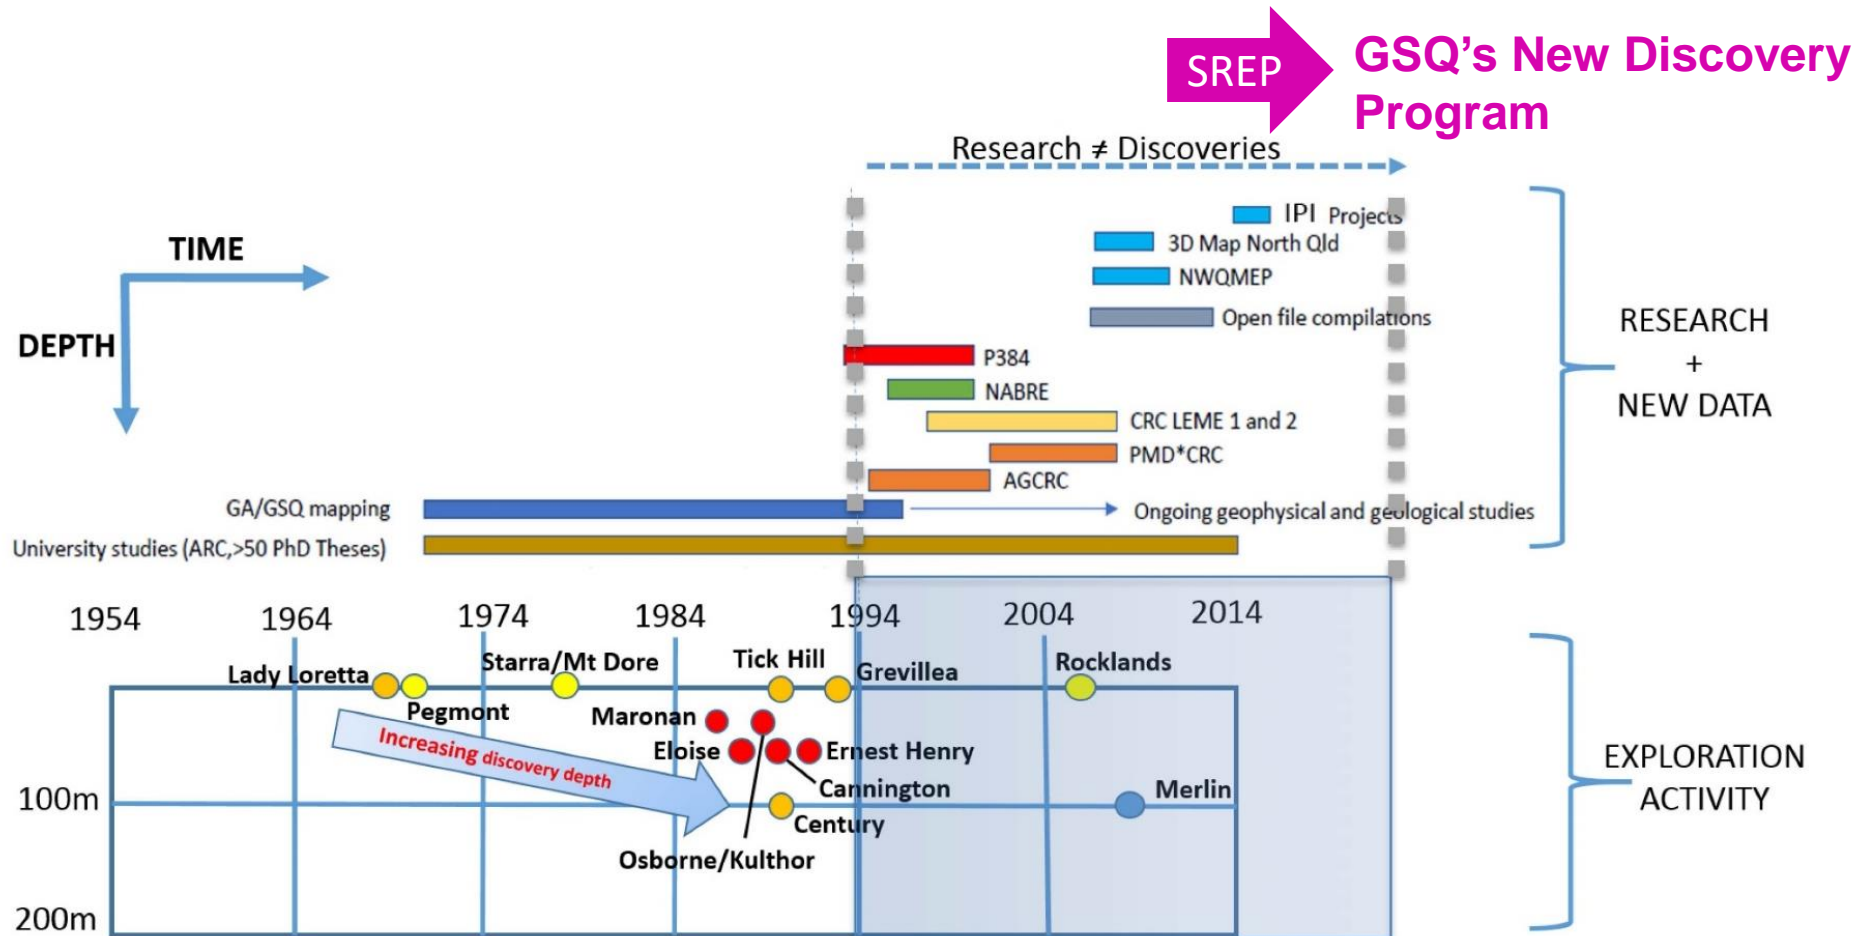 SREP
GSQ's New Discovery
Program
Research ≠ Discoveries
IPI Projects
TIME
3D Map North Qld
NWQMEP
Open file compilations
RESEARCH
+
NEW DATA
DEPTH
P384
NABRE
CRC LEME 1 and 2
PMD*CRC
AGCRC
GA/GSQ mapping
Ongoing geophysical and geological studies
University studies (ARC,>50 PhD Theses)
1954
1964
1974
1984
1994
2004
2014
Lady Loretta
Starra/Mt Dore
Tick Hill
Grevillea
Rocklands
Pegmont
Maronan
Increasing discovery depth
Eloise
Ernest Henry
Cannington
Merlin
100m
Century
Osborne/Kulthor
200m
EXPLORATION
ACTIVITY